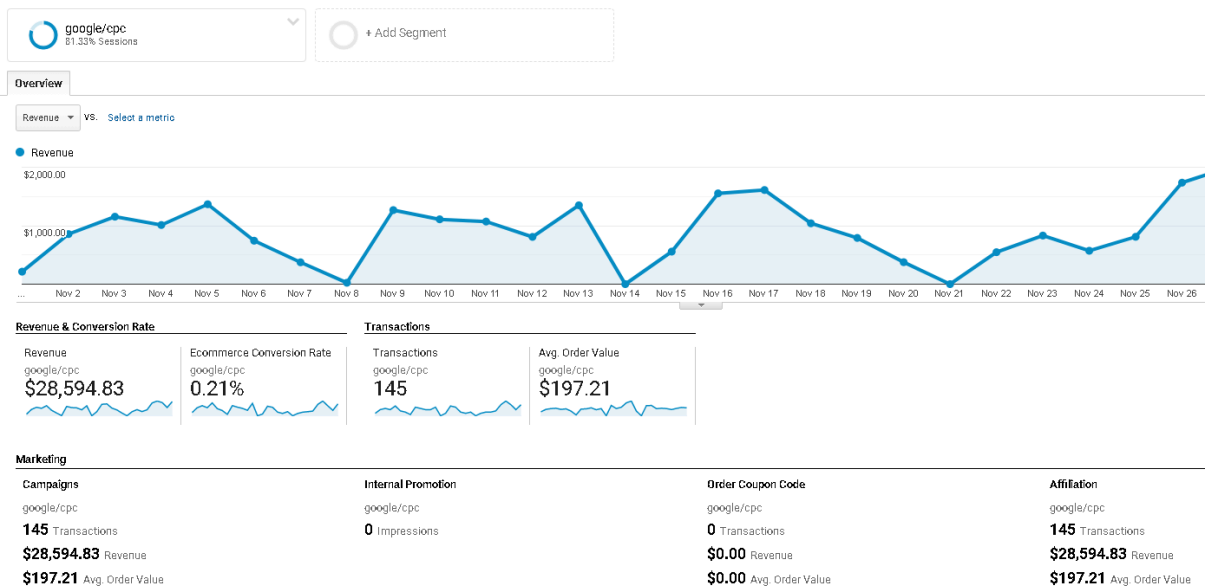 google/cpc
81.33% Sessions
+ Add Segment
Overview
Revenue
vs.
Select a metric
Revenue
$2,000.00
$1,000.00
... Nov 2 Nov 3 Nov 4 Nov 5 Nov 6 Nov 7 Nov 8 Nov 9 Nov 10 Nov 11 Nov 12 Nov 13 Nov 14 Nov 15 Nov 16 Nov 17 Nov 18 Nov 19 Nov 20 Nov 21 Nov 22 Nov 23 Nov 24 Nov 25 Nov 26
Revenue & Conversion Rate
Revenue
google/cpc
$28,594.83
Ecommerce Conversion Rate
google/cpc
0.21%
Transactions
Transactions
google/cpc
145
Avg. Order Value
google/cpc
$197.21
Marketing
Campaigns
google/cpc
145 Transactions
$28,594.83 Revenue
$197.21 Avg. Order Value
Internal Promotion
google/cpc
0 Impressions
Order Coupon Code
google/cpc
0 Transactions
$0.00 Revenue
$0.00 Avg. Order Value
Affiliation
google/cpc
145 Transactions
$28,594.83 Revenue
$197.21 Avg. Order Value